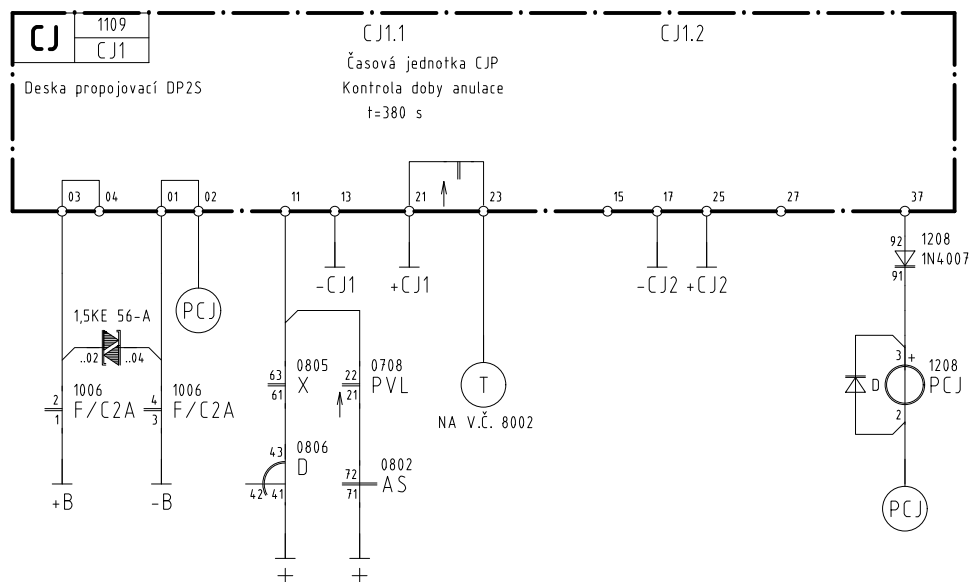 CJ
1109
CJ1
CJ1.1
CJ1.2
Časová jednotka CJP
Deska propojovací DP2S
Kontrola doby anulace
t=380 s
03
04
01
02
11
13
21
23
15
17
25
27
37
92
1208
1N4007
91
-CJ1
+CJ1
-CJ2
+CJ2
PCJ
1,5KE 56-A
..02
..04
3
+
1208
PCJ
D
2
63
0805
X
61
22
0708
PVL
21
T
NA V.Č. 8002
2
1006
F/C2A
1
4
1006
F/C2A
3
43
0806
D
42
41
72
0802
AS
71
+B
-B
PCJ
+
+